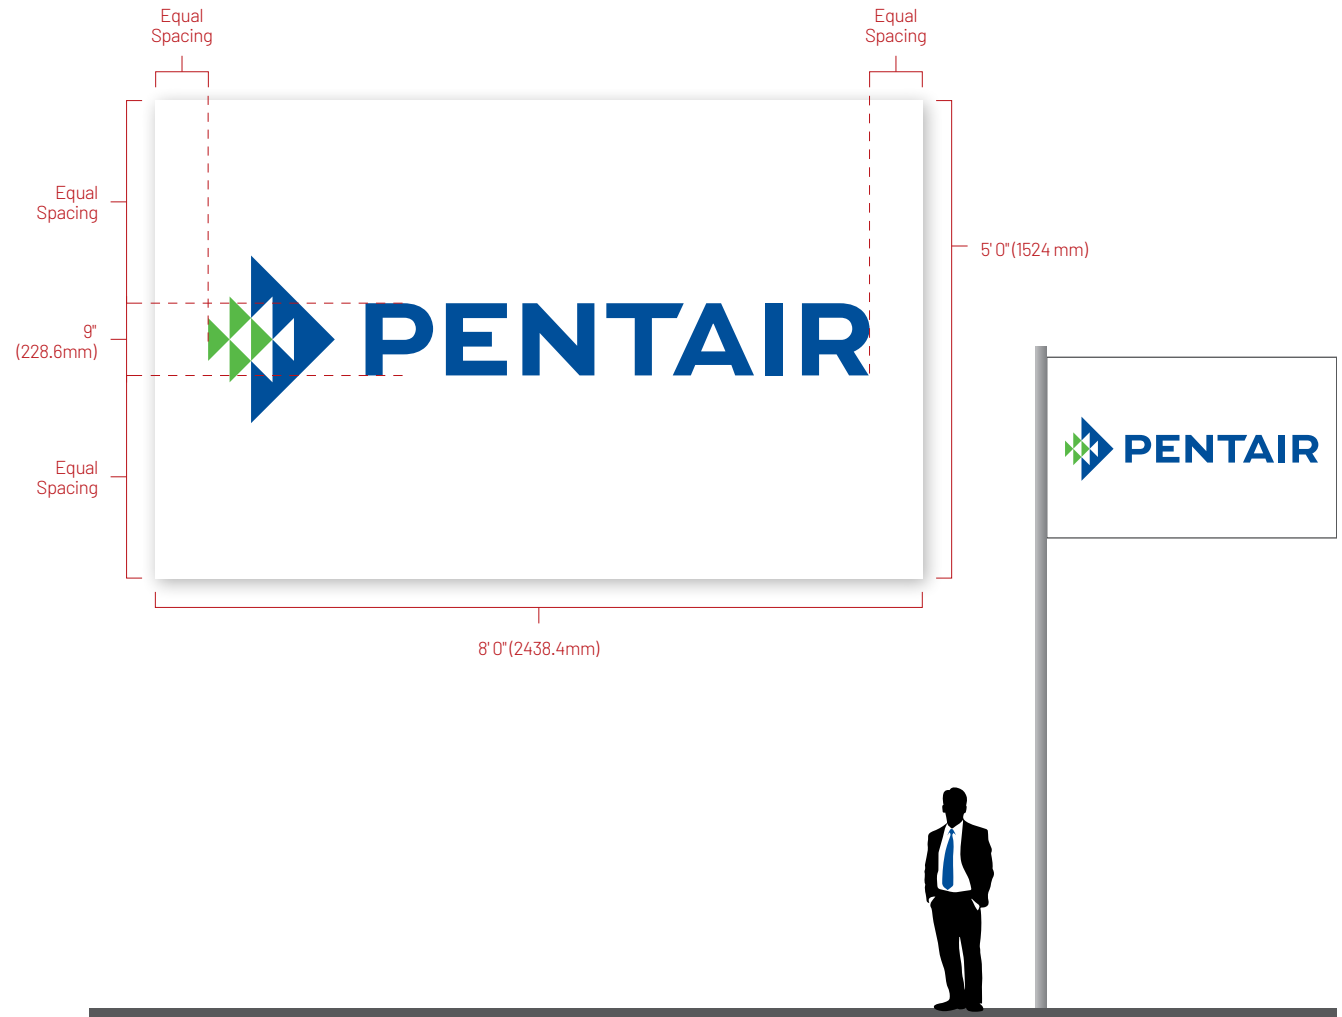 Equal
Spacing
Equal
Spacing
Equal
Spacing
5' 0" (1524 mm)
9"
(228.6mm)
PENTAIR
PENTAIR
Equal
Spacing
8' 0" (2438.4mm)